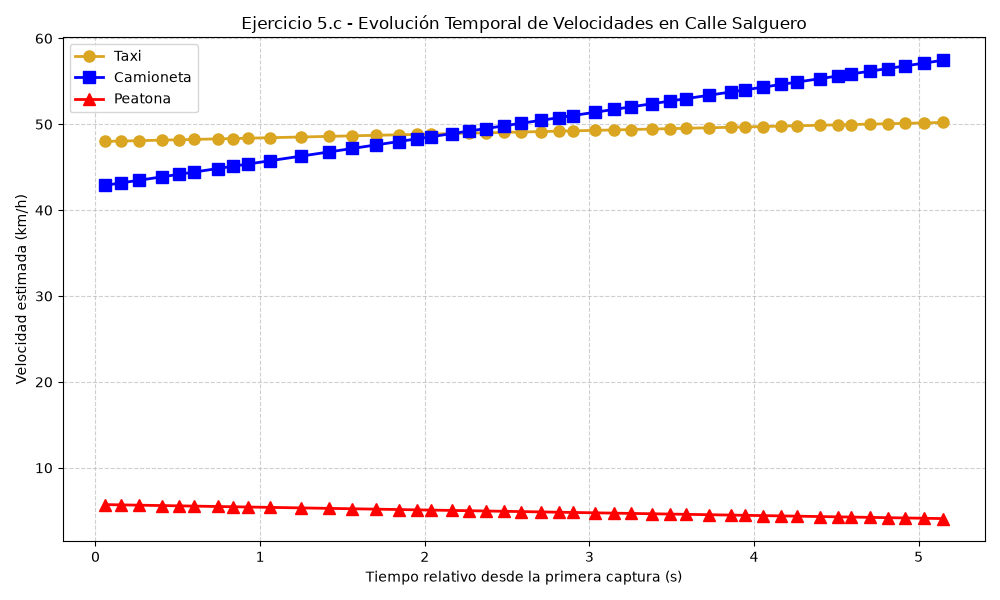 Ejercicio 5.c - Evolución Temporal de Velocidades en Calle Salguero
Taxi
Camioneta
Peatona
Velocidad estimada (km/h)
60
50
40
30
20
10
0 1 2 3 4 5
Tiempo relativo desde la primera captura (s)